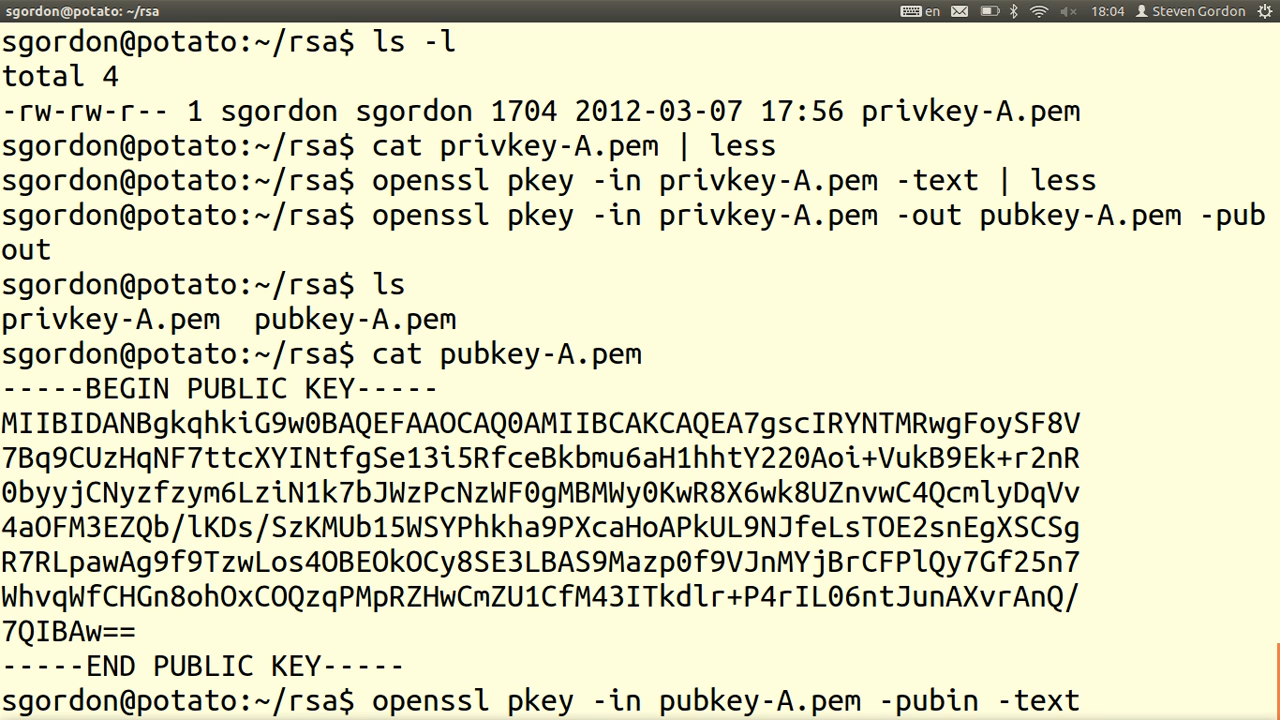 sgordon@potato: ~/rsa en 18:04 Steven Gordon
sgordon@potato:~/rsa$ ls -l
total 4
-rw-rw-r-- 1 sgordon sgordon 1704 2012-03-07 17:56 privkey-A.pem
sgordon@potato:~/rsa$ cat privkey-A.pem | less
sgordon@potato:~/rsa$ openssl pkey -in privkey-A.pem -text | less
sgordon@potato:~/rsa$ openssl pkey -in privkey-A.pem -out pubkey-A.pem -pub
out
sgordon@potato:~/rsa$ ls
privkey-A.pem  pubkey-A.pem
sgordon@potato:~/rsa$ cat pubkey-A.pem
-----BEGIN PUBLIC KEY-----
MIIBIDANBgkqhkiG9w0BAQEFAAOCAQ0AMIIBCAKCAQEA7gscIRYNTMRwgFoySF8V
7Bq9CUzHqNF7ttcXYINtfgSe13i5RfceBkbmu6aH1hhtY220Aoi+VukB9Ek+r2nR
0byyjCNyzfzym6LziN1k7bJWzPcNzWF0gMBMWy0KwR8X6wk8UZnvwC4QcmlyDqVv
4aOFM3EZQb/lKDs/SzKMUb15WSYPhkha9PXcaHoAPkUL9NJfeLsTOE2snEgXSCSg
R7RLpawAg9f9TzwLos4OBEOkOCy8SE3LBAS9Mazp0f9VJnMYjBrCFPlQy7Gf25n7
WhvqWfCHGn8ohOxCOQzqPMpRZHwCmZU1CfM43ITkdlr+P4rIL06ntJunAXvrAnQ/
7QIBAw==
-----END PUBLIC KEY-----
sgordon@potato:~/rsa$ openssl pkey -in pubkey-A.pem -pubin -text